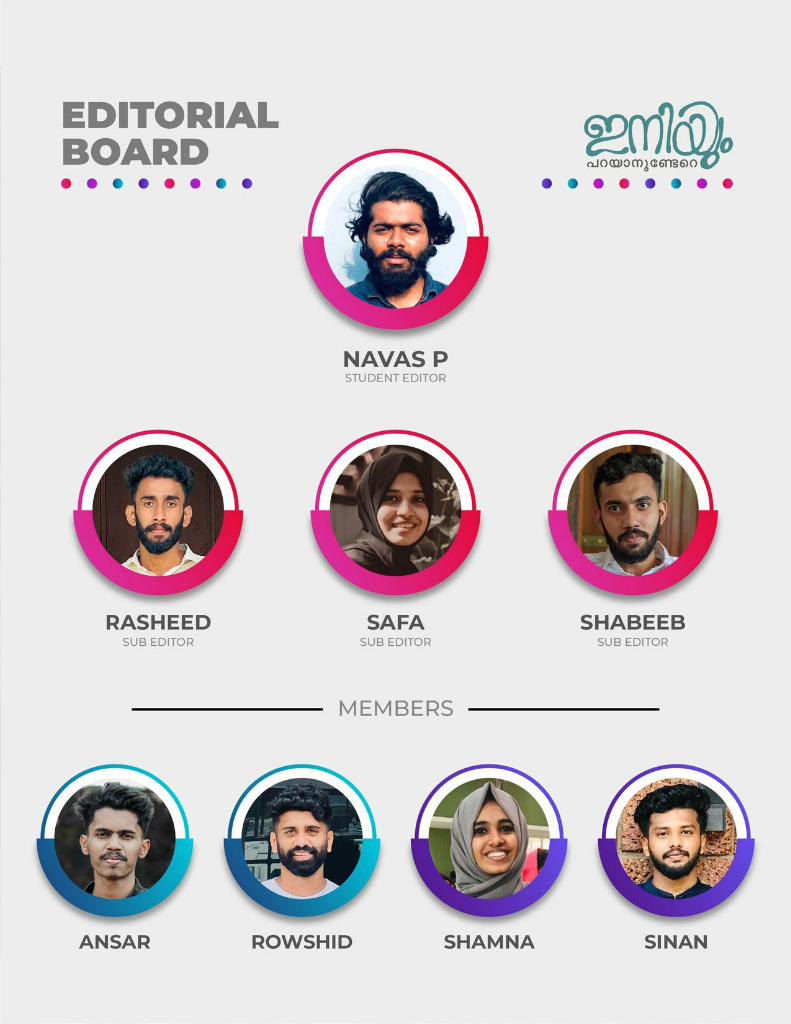 EDITORIAL
BOARD
ഇനിയും
പറയാനുണ്ടേറെ
NAVAS P
STUDENT EDITOR
RASHEED
SUB EDITOR
SAFA
SUB EDITOR
SHABEEB
SUB EDITOR
MEMBERS
ANSAR
ROWSHID
SHAMNA
SINAN